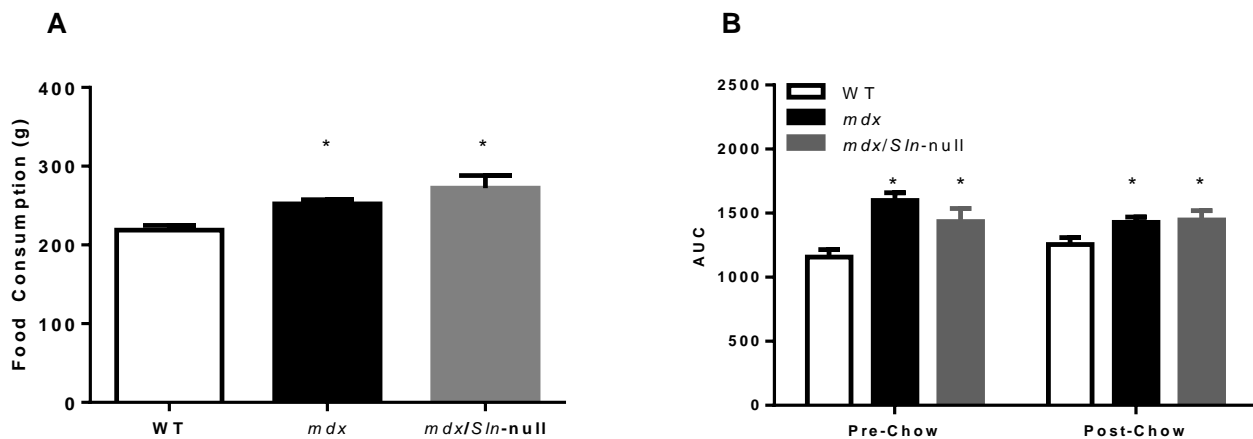 A
Food Consumption (g)
400
300
200
100
0
*
*
WT
mdx
mdx/Sln-null
B
AUC
2500
2000
1500
1000
500
0
WT
mdx
mdx/Sln-null
*
*
*
*
Pre-Chow
Post-Chow